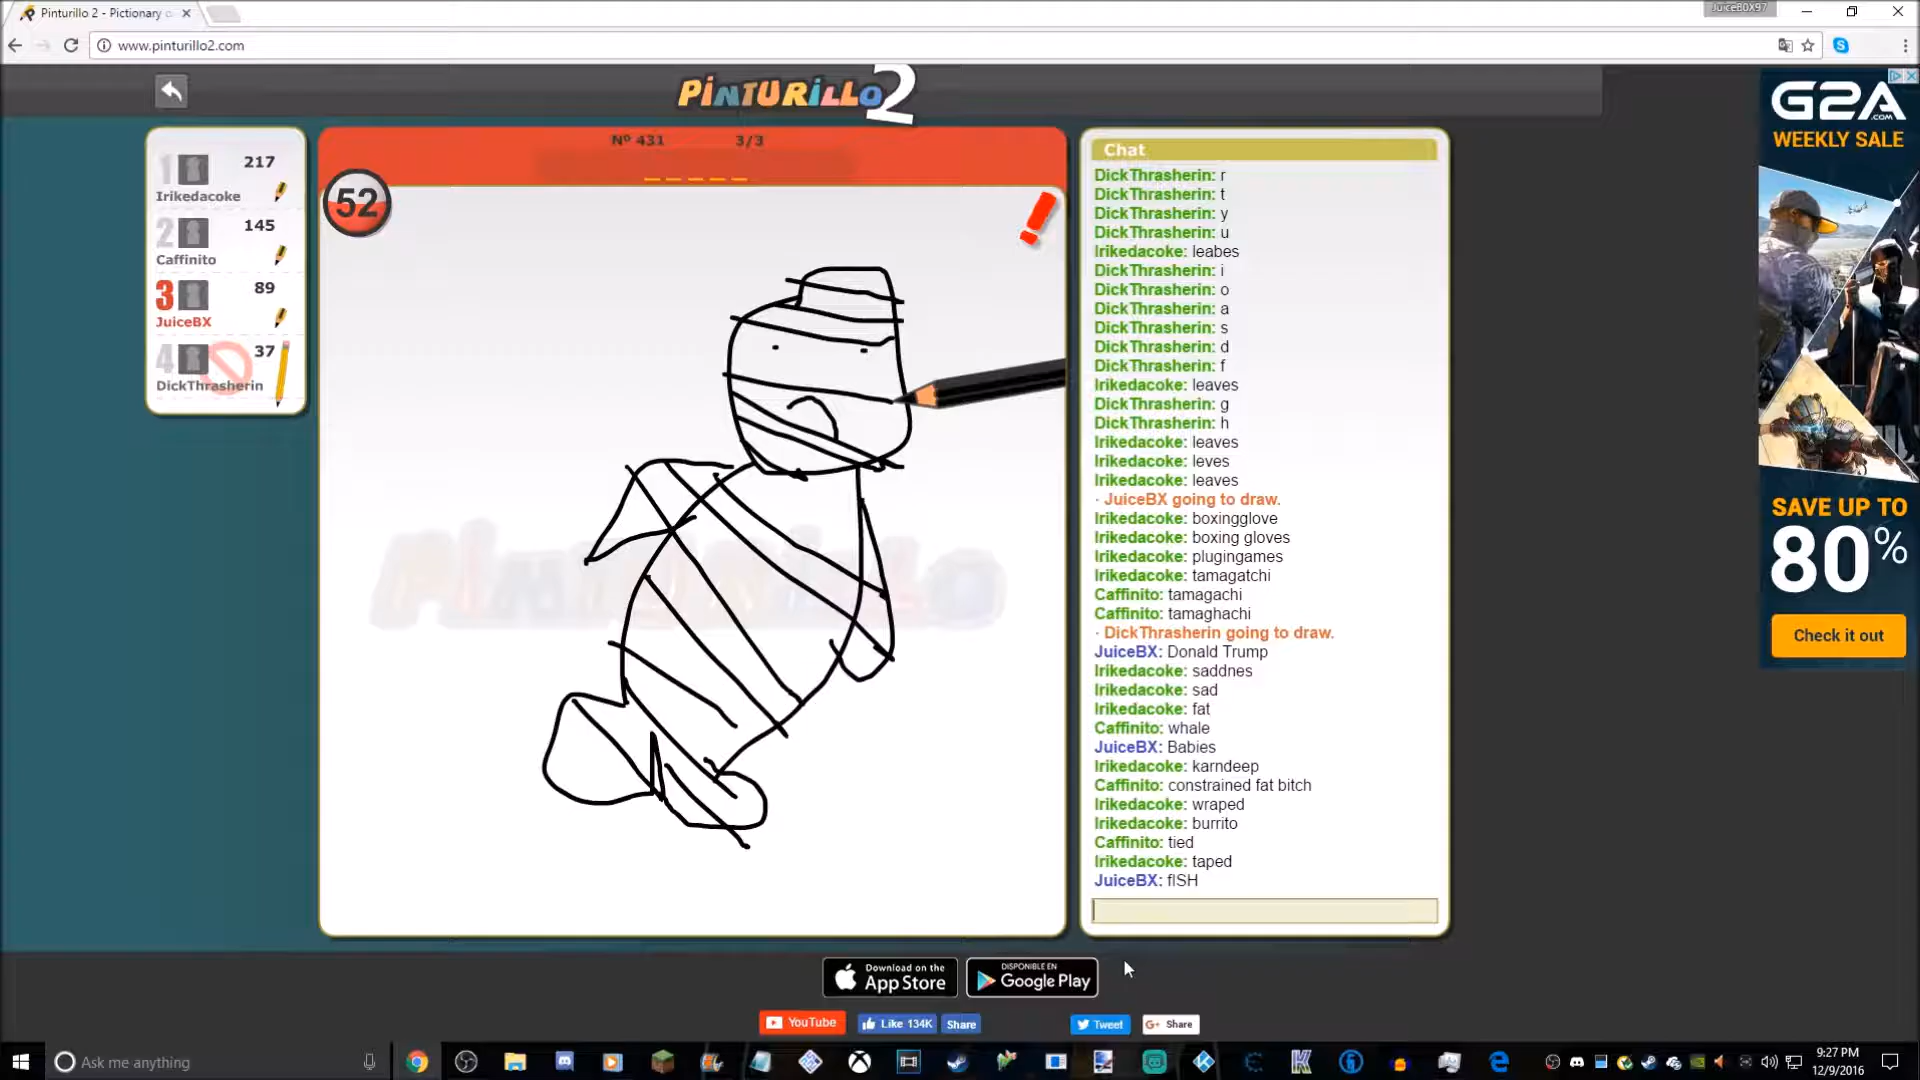 Pinturillo 2 - Pictionary o
JuiceB0X97
www.pinturillo2.com
PiNTURiLLO2
1 217
Irikedacoke
2 145
Caffinito
3 89
JuiceBX
4 37
DickThrasherin
Nº 431 3/3
52
Pinturillo
Chat
DickThrasherin: r
DickThrasherin: t
DickThrasherin: y
DickThrasherin: u
Irikedacoke: leabes
DickThrasherin: i
DickThrasherin: o
DickThrasherin: a
DickThrasherin: s
DickThrasherin: d
DickThrasherin: f
Irikedacoke: leaves
DickThrasherin: g
DickThrasherin: h
Irikedacoke: leaves
Irikedacoke: leves
Irikedacoke: leaves
· JuiceBX going to draw.
Irikedacoke: boxingglove
Irikedacoke: boxing gloves
Irikedacoke: plugingames
Irikedacoke: tamagatchi
Caffinito: tamagachi
Caffinito: tamaghachi
· DickThrasherin going to draw.
JuiceBX: Donald Trump
Irikedacoke: saddnes
Irikedacoke: sad
Irikedacoke: fat
Caffinito: whale
JuiceBX: Babies
Irikedacoke: karndeep
Caffinito: constrained fat bitch
Irikedacoke: wraped
Irikedacoke: burrito
Caffinito: tied
Irikedacoke: taped
JuiceBX: fISH
G2A
.COM
WEEKLY SALE
SAVE UP TO
80%
Check it out
Download on the
App Store
DISPONIBLE EN
Google Play
YouTube
Like 134K
Share
Tweet
G+ Share
Ask me anything
9:27 PM
12/9/2016